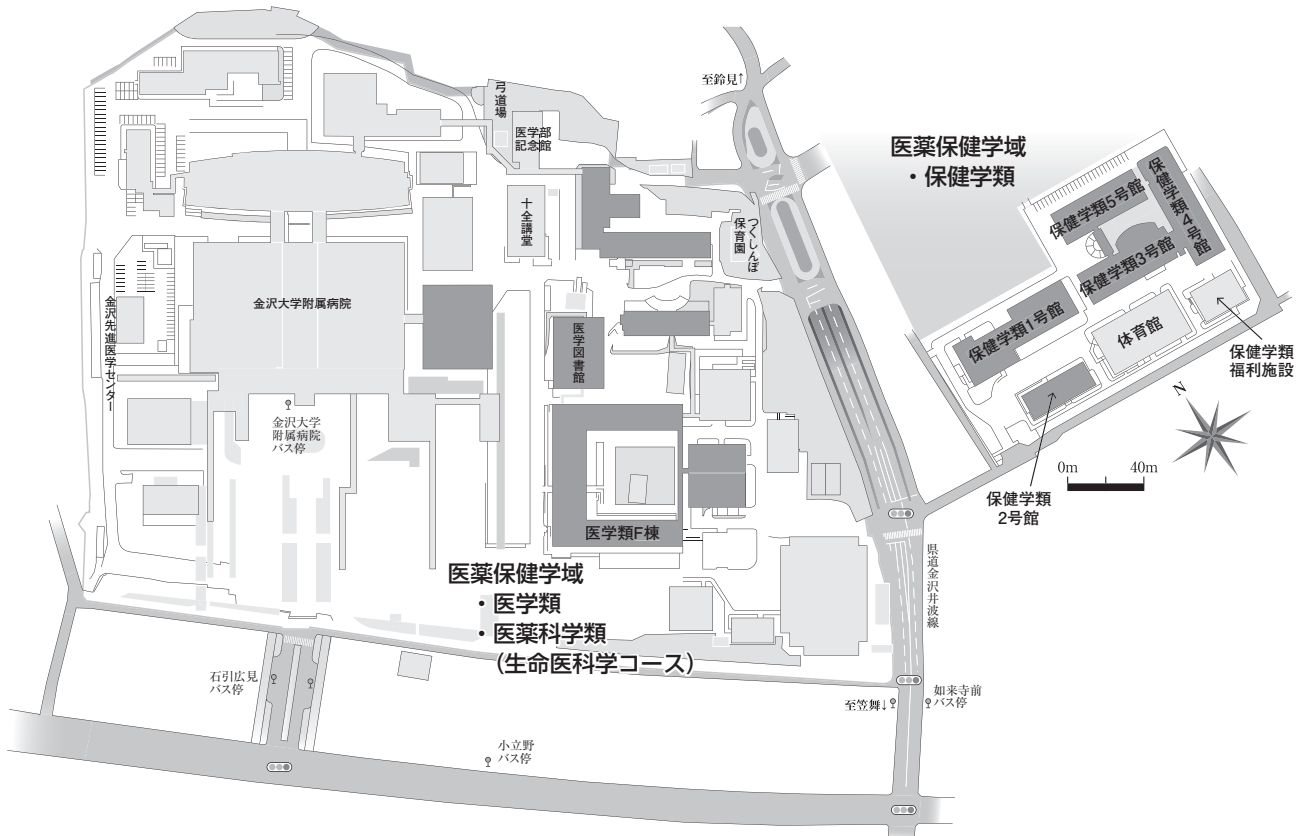 至鈴見↑
弓道場
医学部
記念館
医薬保健学域
・保健学類
保健学類5号館
保健学類4号館
保健学類3号館
保健学類1号館
体育館
保健学類
福利施設
保健学類
2号館
N
0m
40m
十全講堂
つくしんぼ
保育園
金沢大学附属病院
金沢先進医学センター
医学図書館
金沢大学
附属病院
バス停
医学類F棟
医薬保健学域
・医学類
・医薬科学類
（生命医科学コース）
県道金沢井波線
石引広見
バス停
至笠舞↓
如来寺前
バス停
小立野
バス停